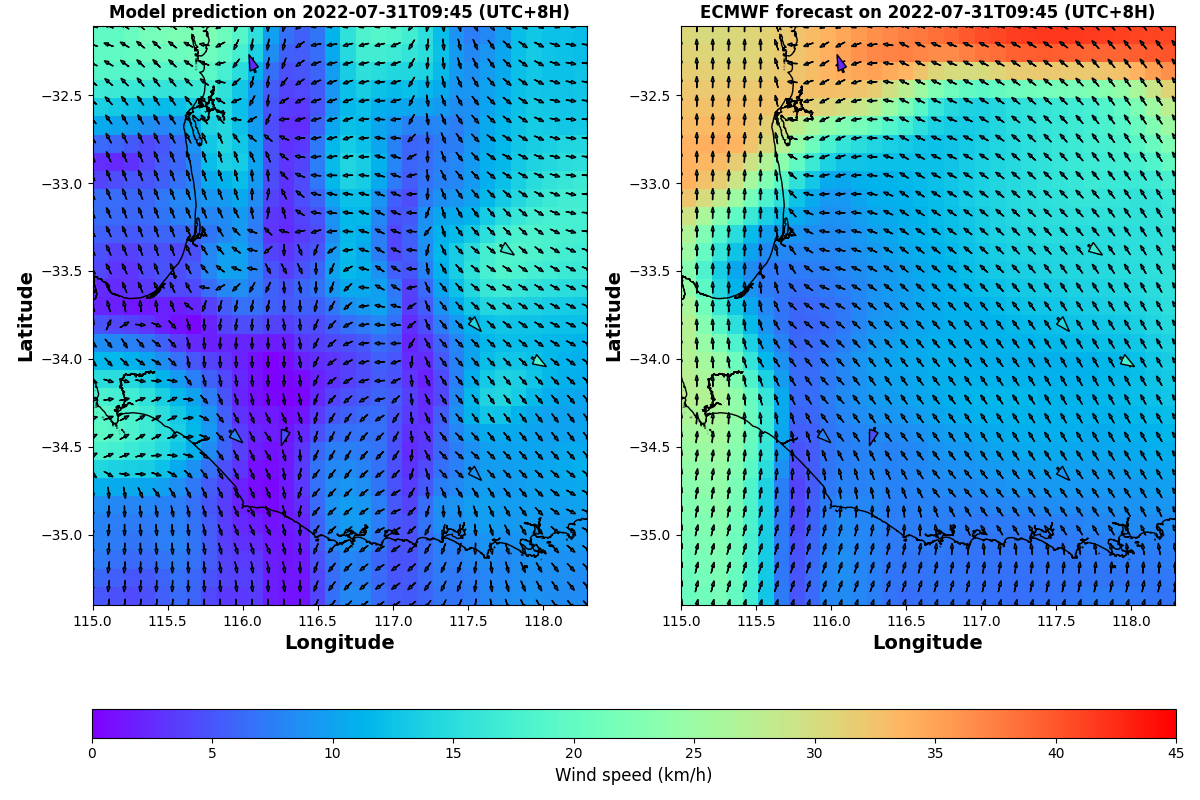 Model prediction on 2022-07-31T09:45 (UTC+8H)
ECMWF forecast on 2022-07-31T09:45 (UTC+8H)
Latitude
−32.5
−33.0
−33.5
−34.0
−34.5
−35.0
115.0 115.5 116.0 116.5 117.0 117.5 118.0
Longitude
Latitude
−32.5
−33.0
−33.5
−34.0
−34.5
−35.0
115.0 115.5 116.0 116.5 117.0 117.5 118.0
Longitude
0 5 10 15 20 25 30 35 40 45
Wind speed (km/h)